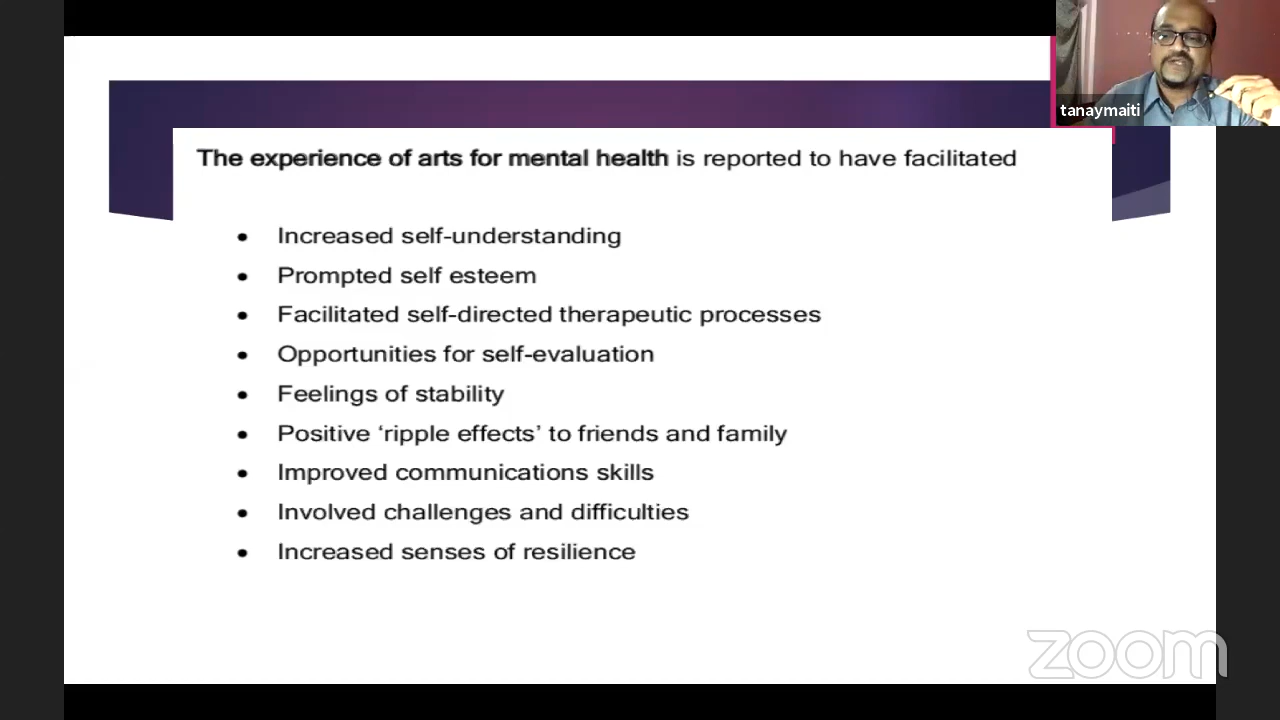 tanaymaiti
The experience of arts for mental health is reported to have facilitated
• Increased self-understanding
• Prompted self esteem
• Facilitated self-directed therapeutic processes
• Opportunities for self-evaluation
• Feelings of stability
• Positive ‘ripple effects’ to friends and family
• Improved communications skills
• Involved challenges and difficulties
• Increased senses of resilience
zoom